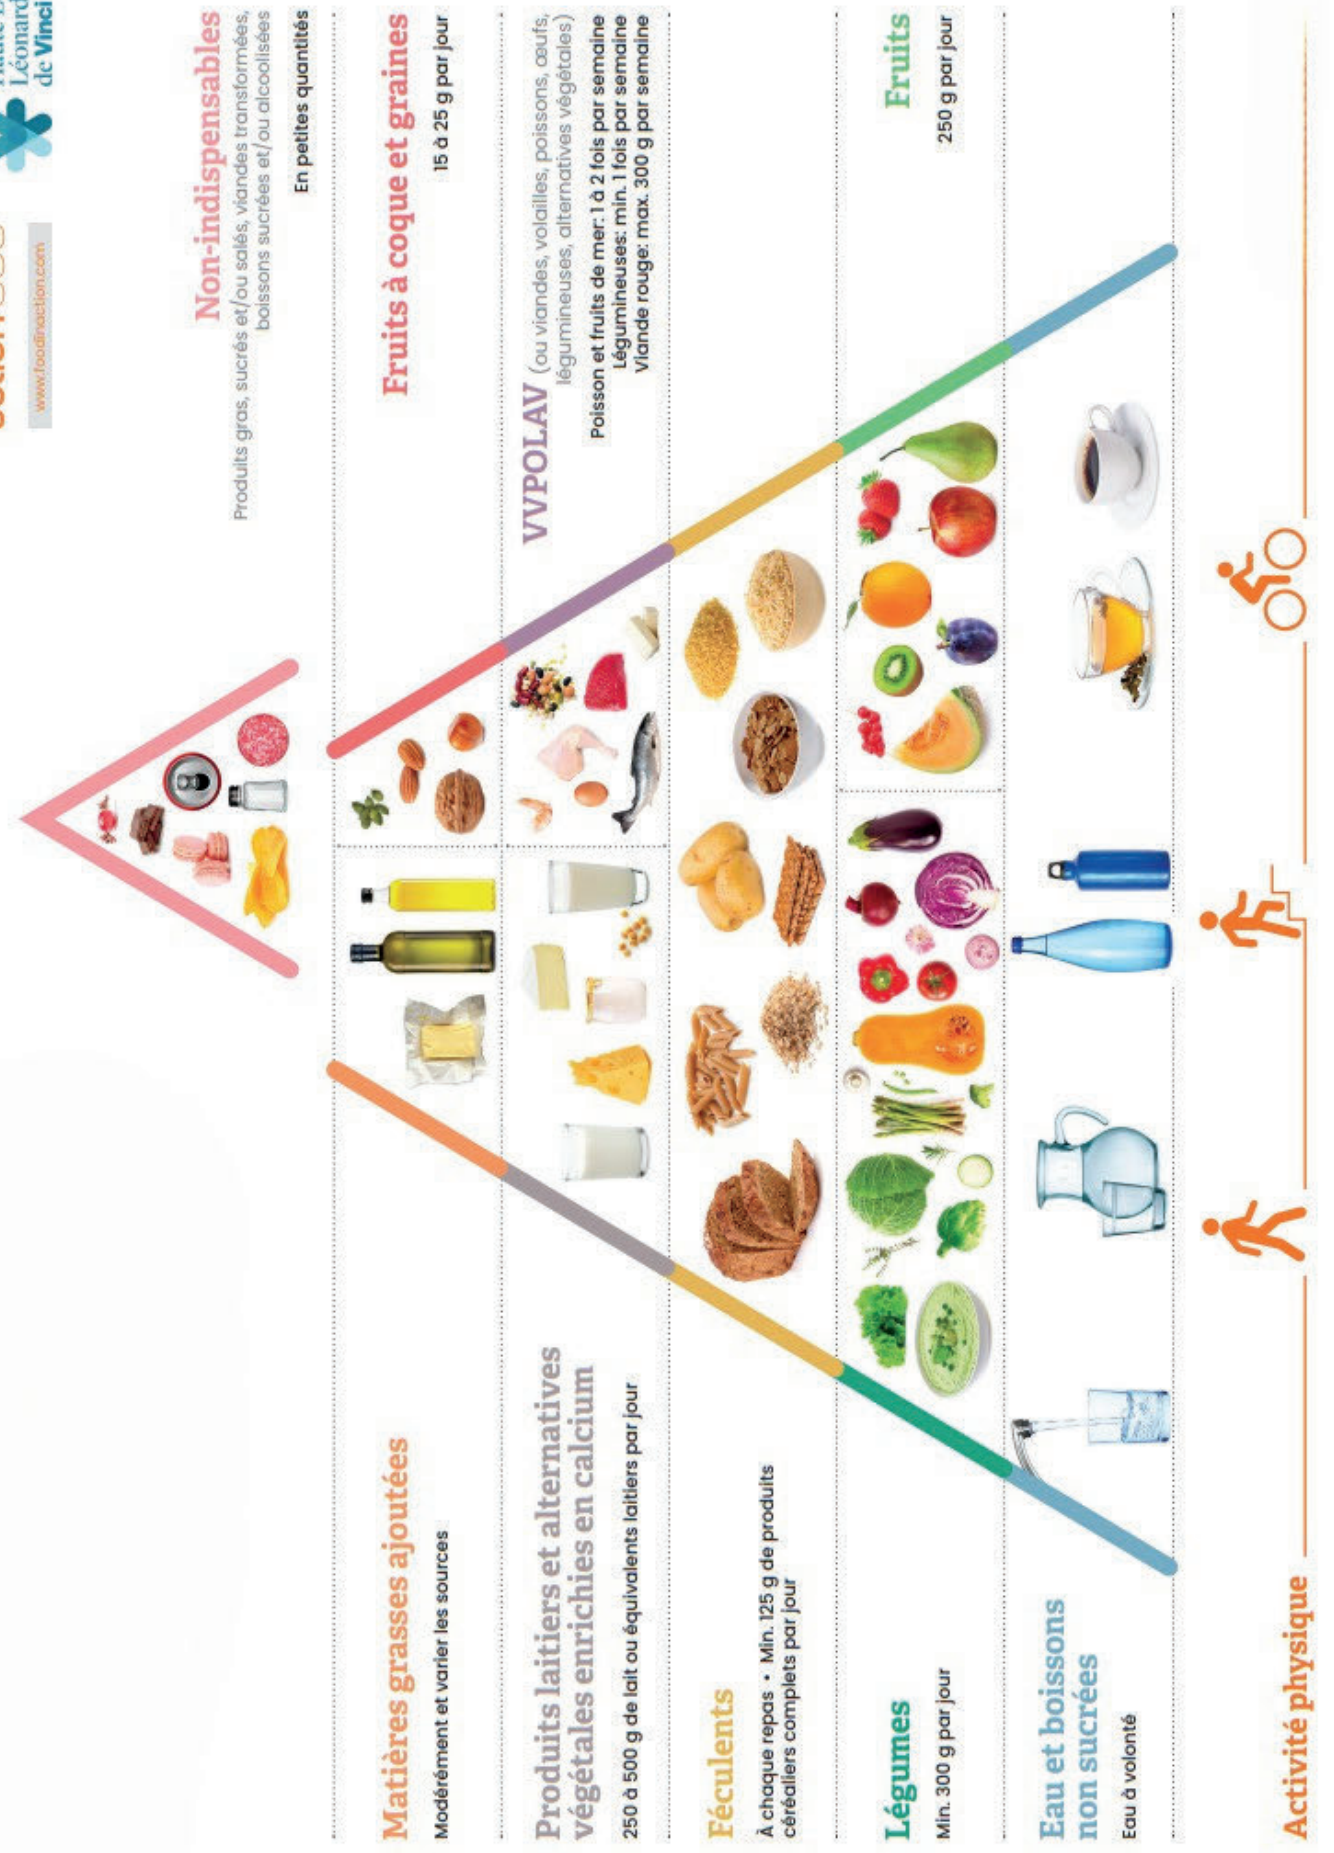 Léonard
de Vinci
www.foodinaction.com
Non-indispensables
Produits gras, sucrés et/ou salés, viandes transformées,
boissons sucrées et/ou alcoolisées
En petites quantités
Matières grasses ajoutées
Modérément et varier les sources
Fruits à coque et graines
15 à 25 g par jour
Produits laitiers et alternatives
végétales enrichies en calcium
250 à 500 g de lait ou équivalents laitiers par jour
VVPOLAV (ou viandes, volailles, poissons, œufs,
légumineuses, alternatives végétales)
Poisson et fruits de mer: 1 à 2 fois par semaine
Légumineuses: min. 1 fois par semaine
Viande rouge: max. 300 g par semaine
Féculents
À chaque repas • Min. 125 g de produits
céréaliers complets par jour
Légumes
Min. 300 g par jour
Fruits
250 g par jour
Eau et boissons
non sucrées
Eau à volonté
Activité physique